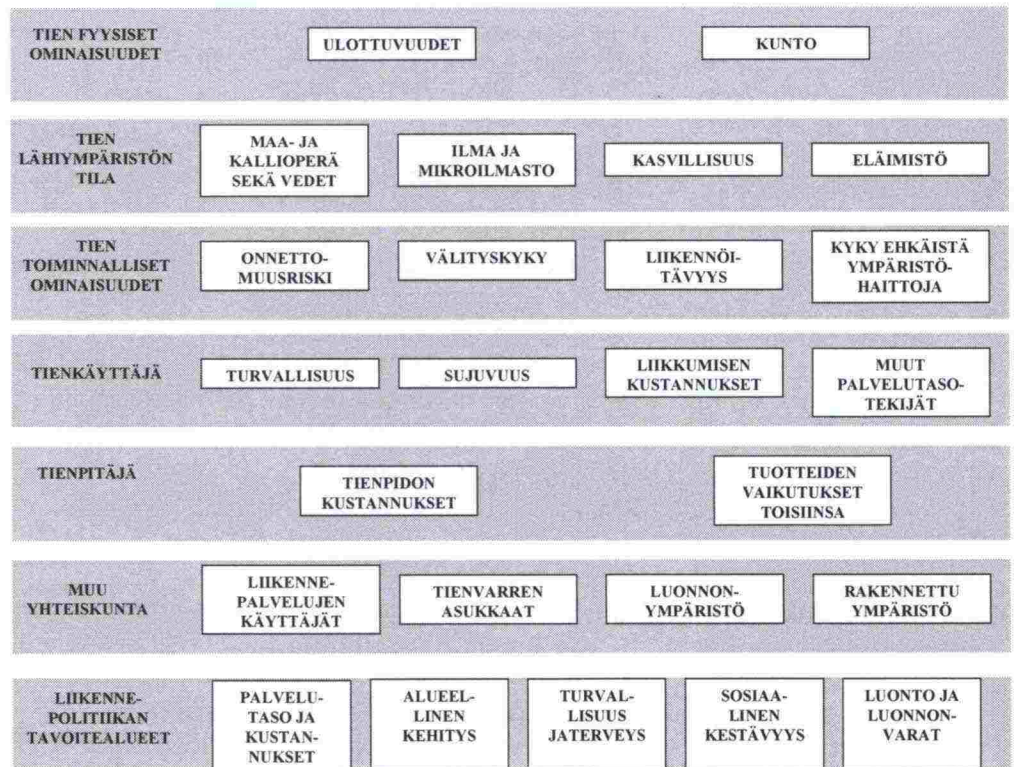 TIEN FYYSISET
OMINAISUUDET
ULOTTUVUUDET
KUNTO
TIEN
LÄHIYMPÄRISTÖN
TILA
MAA- JA
KALLIOPERÄ
SEKÄ VEDET
ILMA JA
MIKROILMASTO
KASVILLISUUS
ELÄIMISTÖ
TIEN
TOIMINNALLISET
OMINAISUUDET
ONNETTO-
MUUSRISKI
VÄLITYSKYKY
LIIKENNÖI-
TÄVYYS
KYKY EHKÄISTÄ
YMPÄRISTÖ-
HAITTOJA
TIENKÄYTTÄJÄ
TURVALLISUUS
SUJUVUUS
LIIKKUMISEN
KUSTANNUKSET
MUUT
PALVELUTASO-
TEKIJÄT
TIENPITÄJÄ
TIENPIDON
KUSTANNUKSET
TUOTTEIDEN
VAIKUTUKSET
TOISIINSA
MUU
YHTEISKUNTA
LIIKENNE-
PALVELUJEN
KÄYTTÄJÄT
TIENVARREN
ASUKKAAT
LUONNON-
YMPÄRISTÖ
RAKENNETTU
YMPÄRISTÖ
LIIKENNE-
POLITIIKAN
TAVOITEALUEET
PALVELU-
TASO JA
KUSTAN-
NUKSET
ALUEEL-
LINEN
KEHITYS
TURVAL-
LISUUS
JATERVEYS
SOSIAA-
LINEN
KESTÄVYYS
LUONTO JA
LUONNON-
VARAT